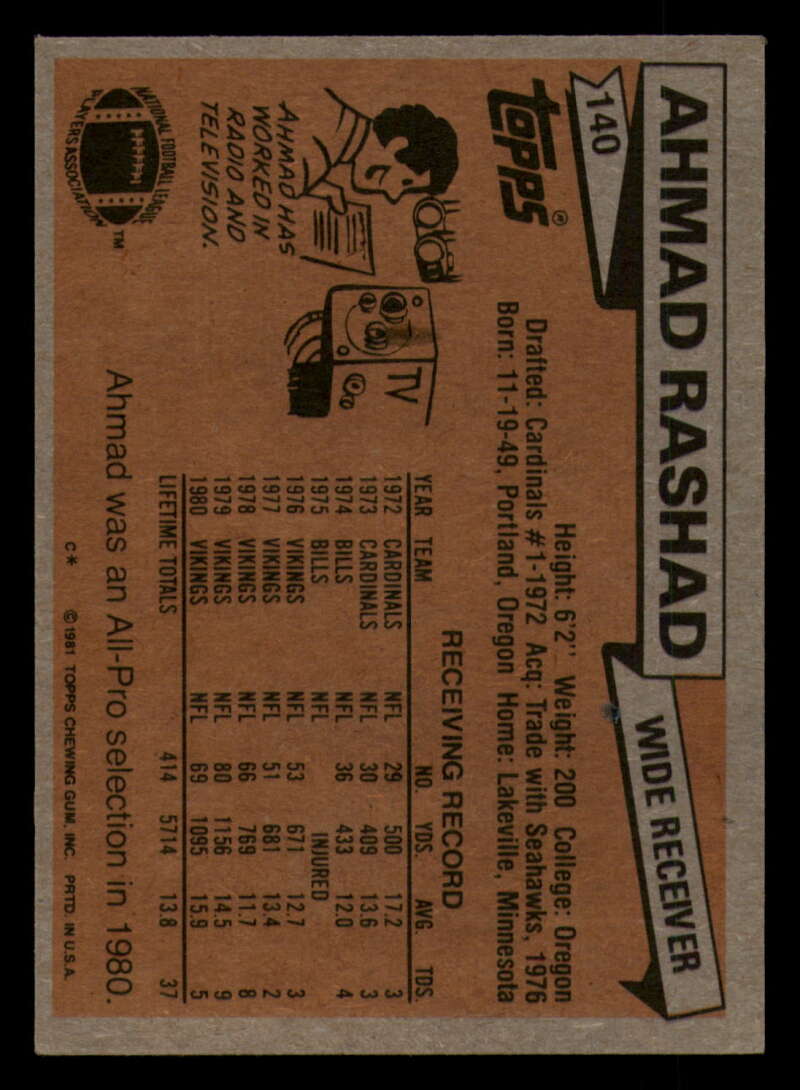 AHMAD RASHAD
WIDE RECEIVER
140
topps®
Height: 6'2" Weight: 200 College: Oregon
Drafted: Cardinals #1-1972 Acq: Trade with Seahawks, 1976
Born: 11-19-49, Portland, Oregon Home: Lakeville, Minnesota
TV
AHMAD HAS
WORKED IN
RADIO AND
TELEVISION.
RECEIVING RECORD
YEAR TEAM NO. YDS. AVG. TDS.
1972 CARDINALS NFL 29 500 17.2 3
1973 CARDINALS NFL 30 409 13.6 3
1974 BILLS NFL 36 433 12.0 4
1975 BILLS NFL INJURED
1976 VIKINGS NFL 53 671 12.7 3
1977 VIKINGS NFL 51 681 13.4 2
1978 VIKINGS NFL 66 769 11.7 8
1979 VIKINGS NFL 80 1156 14.5 9
1980 VIKINGS NFL 69 1095 15.9 5
LIFETIME TOTALS 414 5714 13.8 37
NATIONAL FOOTBALL LEAGUE
PLAYERS ASSOCIATION
TM
Ahmad was an All-Pro selection in 1980.
C* ©1981 TOPPS CHEWING GUM, INC. PRTD. IN U.S.A.